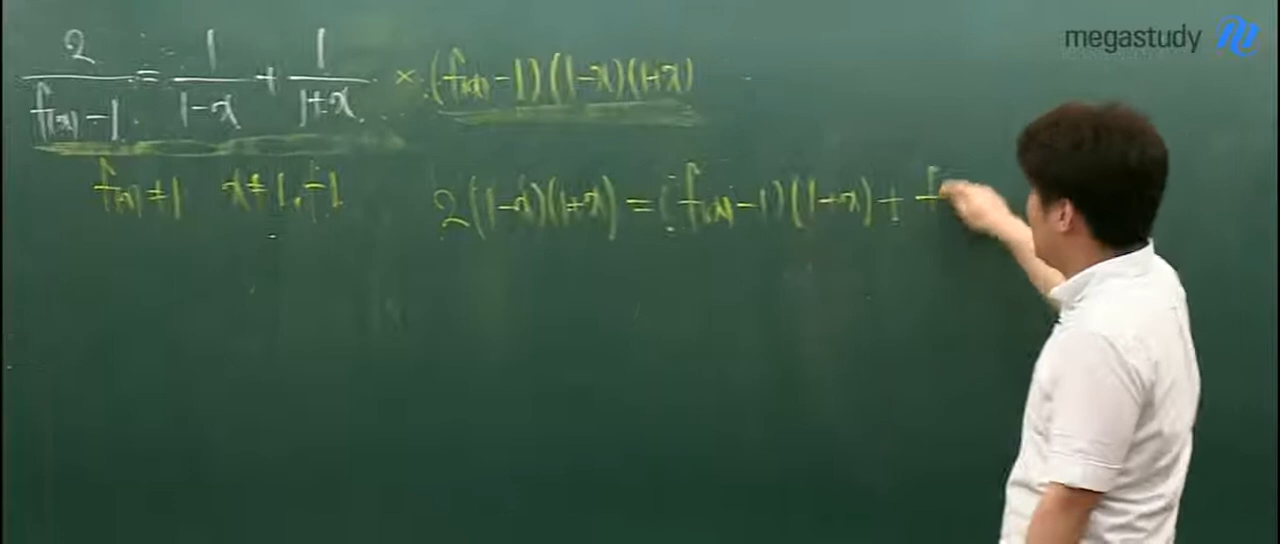 megastudy
2/(f(x)-1) = 1/(1-x) + 1/(1+x) × (f(x)-1)(1-x)(1+x)
f(x)≠1 x≠1,-1
2(1-x)(1+x) = (f(x)-1)(1+x) + f